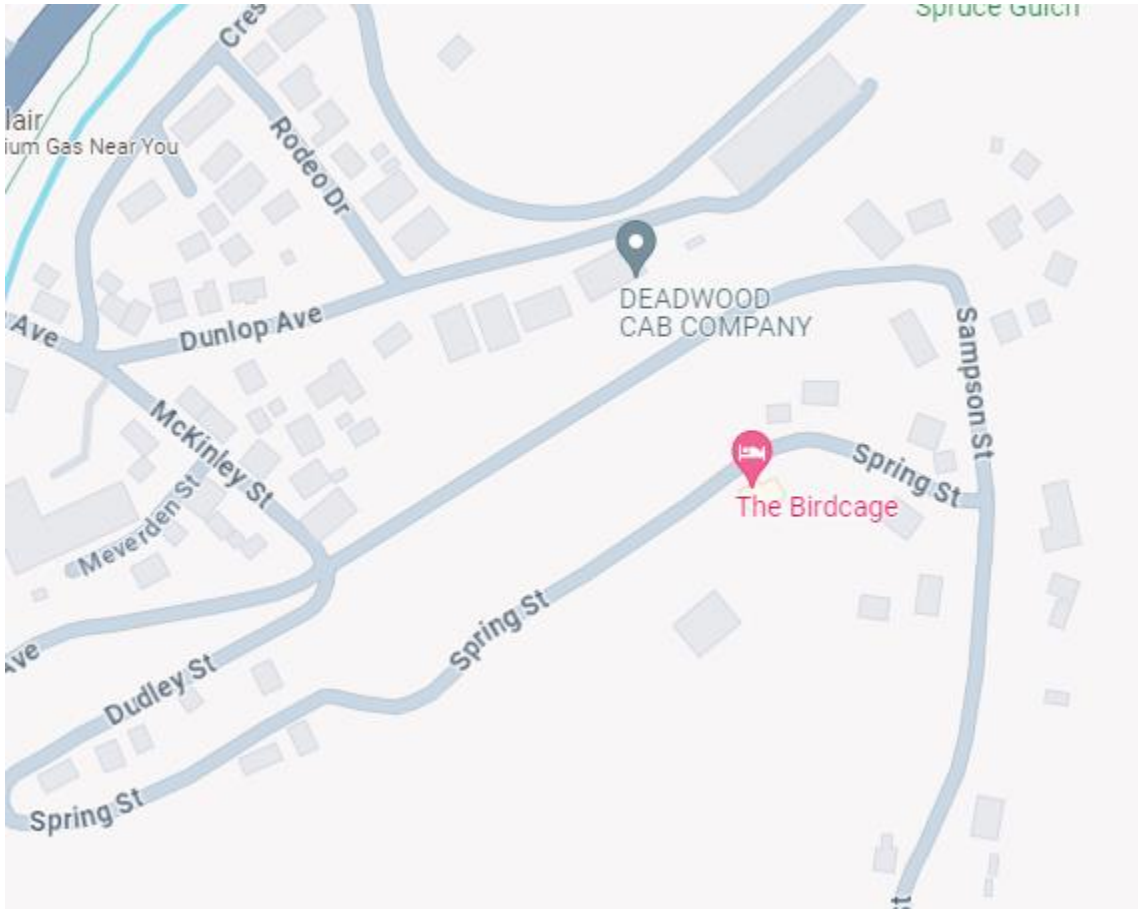 Spruce Gulch
Cres
lair
ium Gas Near You
Rodeo Dr
DEADWOOD
CAB COMPANY
Ave
Dunlop Ave
Sampson St
McKinley St
Spring St
The Birdcage
Meverden St
Spring St
Ave
Dudley St
Spring St
st